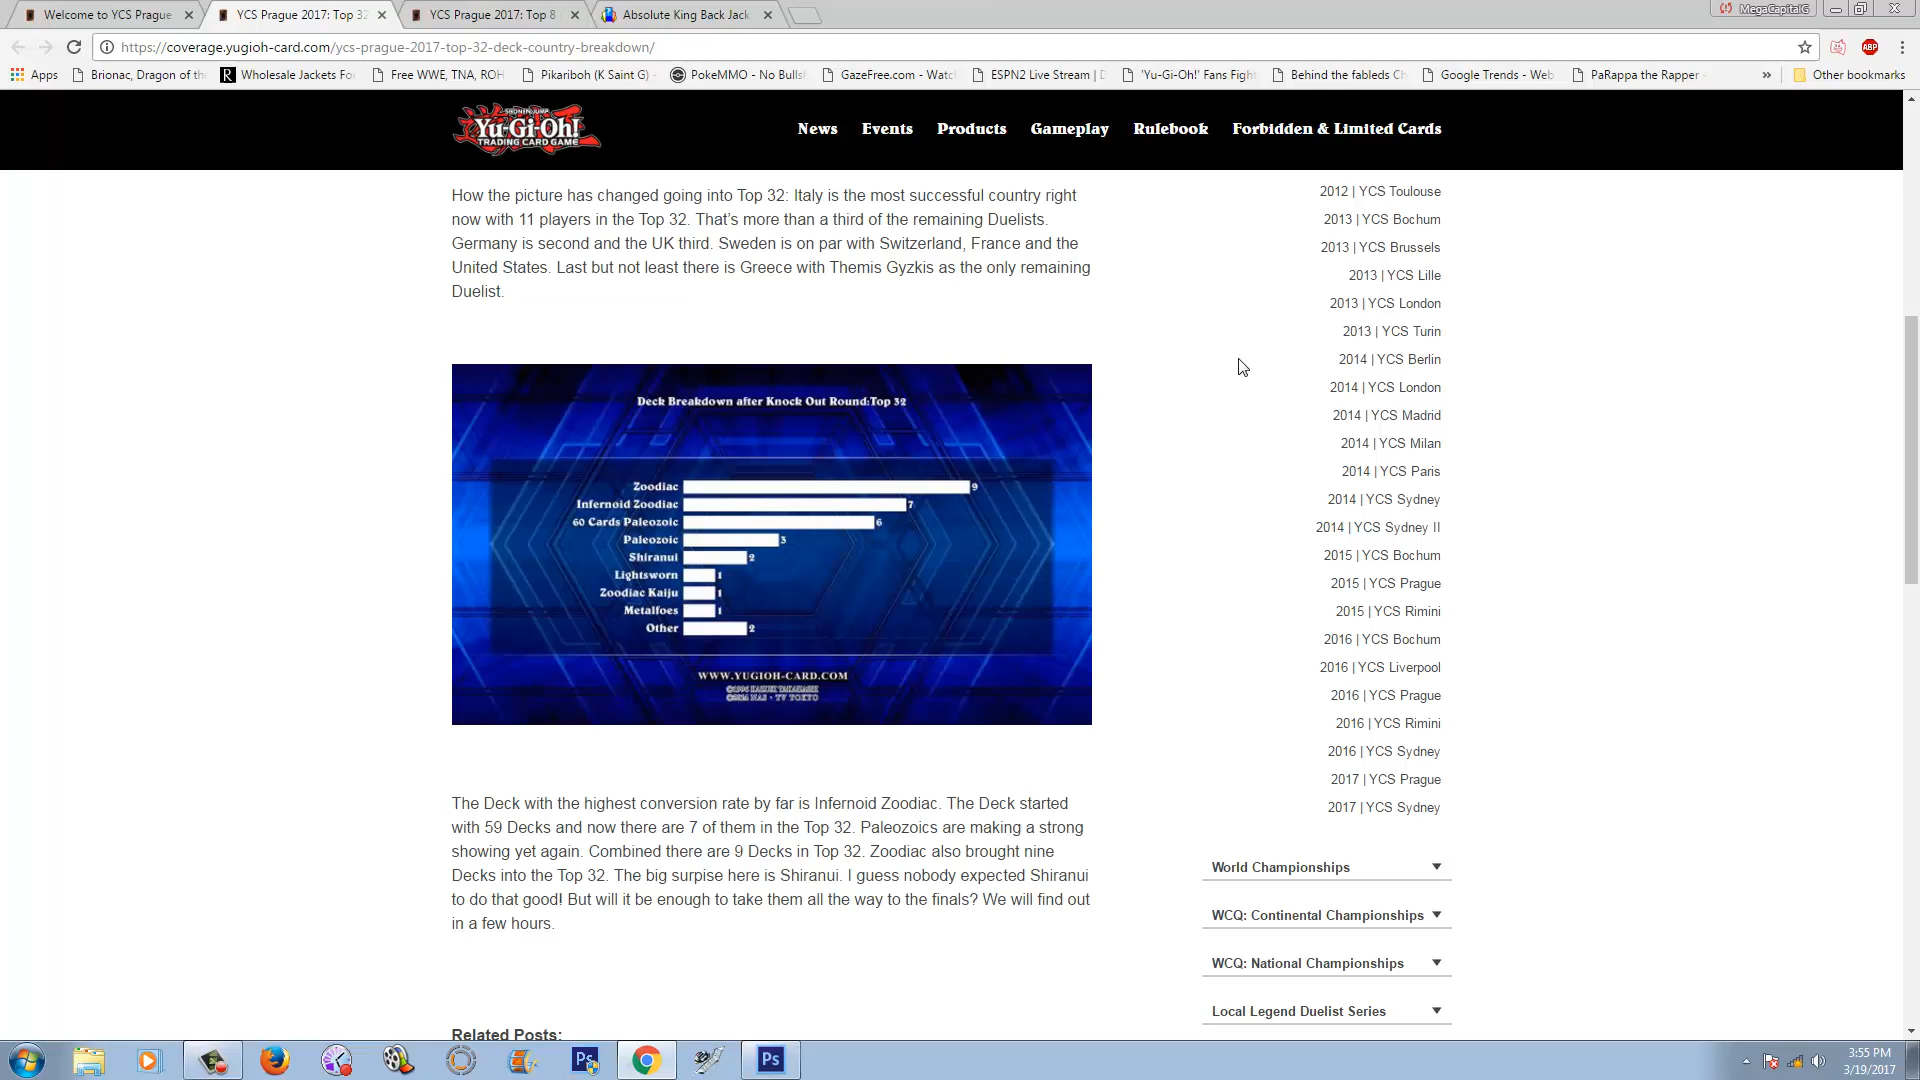 Welcome to YCS Prague
YCS Prague 2017: Top 32
YCS Prague 2017: Top 8
Absolute King Back Jack
MegaCapitalG
https://coverage.yugioh-card.com/ycs-prague-2017-top-32-deck-country-breakdown/
Apps
Brionac, Dragon of the
Wholesale Jackets Fo
Free WWE, TNA, ROH
Pikariboh (K Saint G) -
PokeMMO - No Bulls
GazeFree.com - Watc
ESPN2 Live Stream | D
'Yu-Gi-Oh!' Fans Figh
Behind the fableds Ch
Google Trends - Web
PaRappa the Rapper -
»
Other bookmarks
SHONEN JUMP
Yu-Gi-Oh!
TRADING CARD GAME
News
Events
Products
Gameplay
Rulebook
Forbidden & Limited Cards
How the picture has changed going into Top 32: Italy is the most successful country right
now with 11 players in the Top 32. That's more than a third of the remaining Duelists.
Germany is second and the UK third. Sweden is on par with Switzerland, France and the
United States. Last but not least there is Greece with Themis Gyzkis as the only remaining
Duelist.
Deck Breakdown after Knock Out Round:Top 32
Zoodiac 9
Infernoid Zoodiac 7
60 Cards Paleozoic 6
Paleozoic 3
Shiranui 2
Lightsworn 1
Zoodiac Kaiju 1
Metalfoes 1
Other 2
WWW.YUGIOH-CARD.COM
©1996 KAZUKI TAKAHASHI
©2014 NAS · TV TOKYO
The Deck with the highest conversion rate by far is Infernoid Zoodiac. The Deck started
with 59 Decks and now there are 7 of them in the Top 32. Paleozoics are making a strong
showing yet again. Combined there are 9 Decks in Top 32. Zoodiac also brought nine
Decks into the Top 32. The big surpise here is Shiranui. I guess nobody expected Shiranui
to do that good! But will it be enough to take them all the way to the finals? We will find out
in a few hours.
Related Posts:
2012 | YCS Toulouse
2013 | YCS Bochum
2013 | YCS Brussels
2013 | YCS Lille
2013 | YCS London
2013 | YCS Turin
2014 | YCS Berlin
2014 | YCS London
2014 | YCS Madrid
2014 | YCS Milan
2014 | YCS Paris
2014 | YCS Sydney
2014 | YCS Sydney II
2015 | YCS Bochum
2015 | YCS Prague
2015 | YCS Rimini
2016 | YCS Bochum
2016 | YCS Liverpool
2016 | YCS Prague
2016 | YCS Rimini
2016 | YCS Sydney
2017 | YCS Prague
2017 | YCS Sydney
World Championships
WCQ: Continental Championships
WCQ: National Championships
Local Legend Duelist Series
Ps
Ps
3:55 PM
3/19/2017
ABP
R